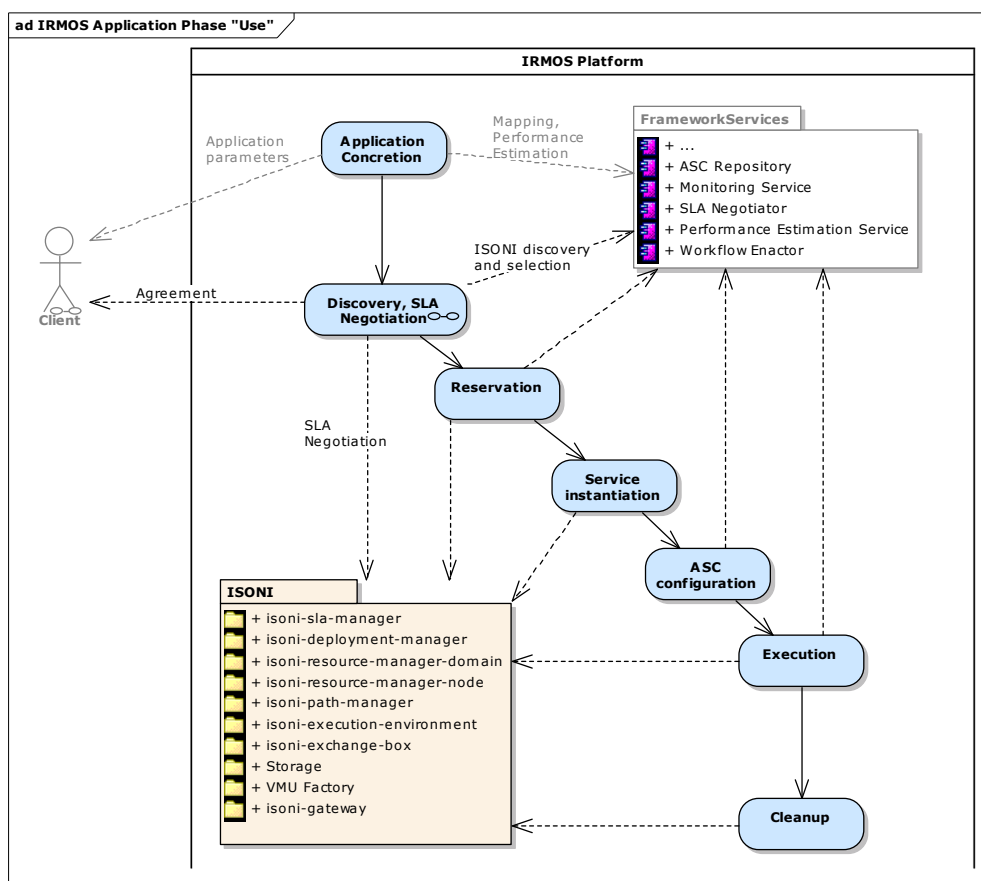 ad IRMOS Application Phase "Use"
IRMOS Platform
Application
parameters
Application
Concretion
Mapping,
Performance
Estimation
FrameworkServices
+ ...
+ ASC Repository
+ Monitoring Service
+ SLA Negotiator
+ Performance Estimation Service
+ Workflow Enactor
ISONI discovery
and selection
Client
Agreement
Discovery, SLA
Negotiation
Reservation
SLA
Negotiation
Service
instantiation
ASC
configuration
ISONI
+ isoni-sla-manager
+ isoni-deployment-manager
+ isoni-resource-manager-domain
+ isoni-resource-manager-node
+ isoni-path-manager
+ isoni-execution-environment
+ isoni-exchange-box
+ Storage
+ VMU Factory
+ isoni-gateway
Execution
Cleanup